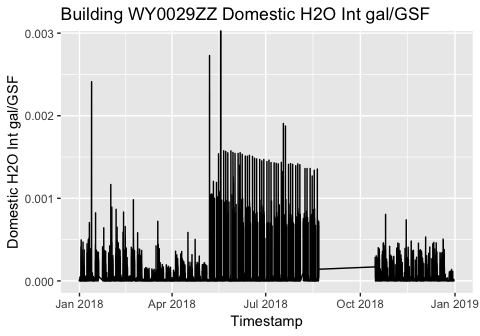 Building WY0029ZZ Domestic H2O Int gal/GSF
Domestic H2O Int gal/GSF
0.003
0.002
0.001
0.000
Jan 2018
Apr 2018
Jul 2018
Oct 2018
Jan 2019
Timestamp